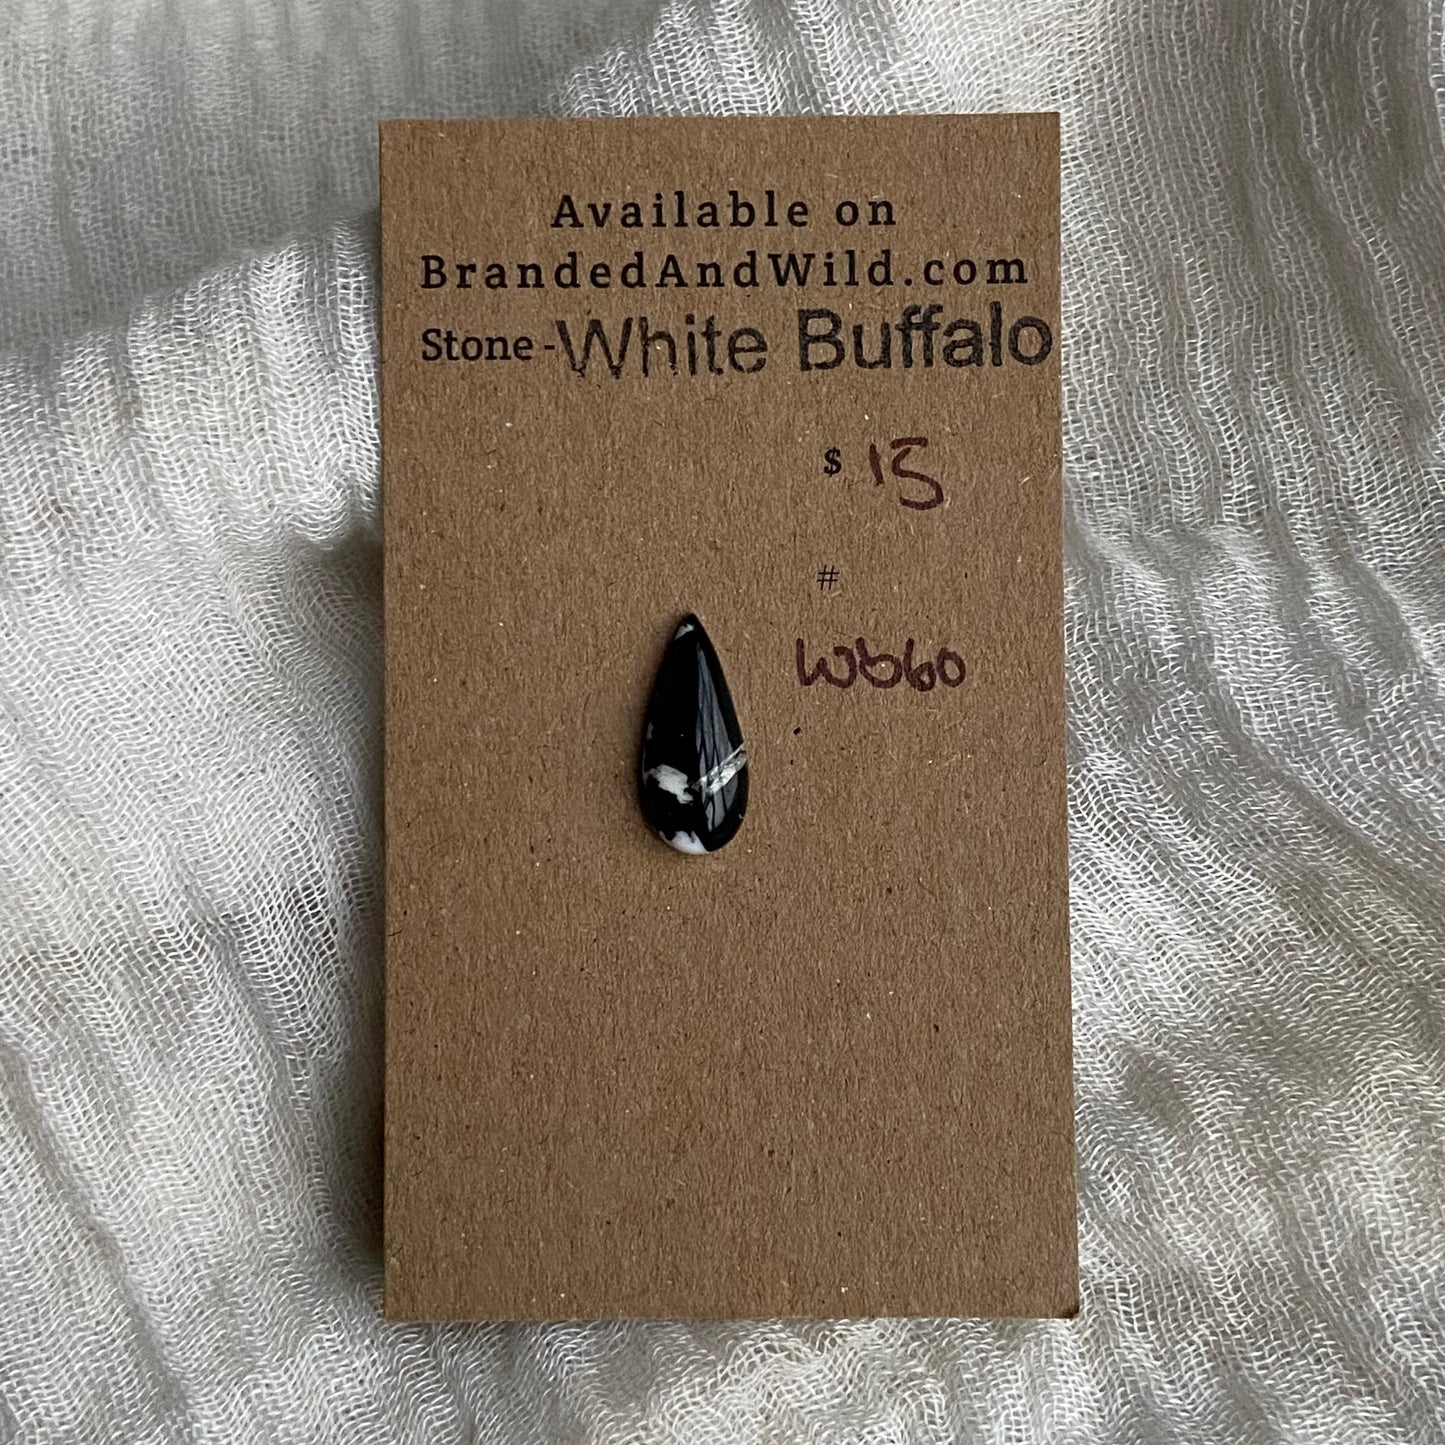 Available on
BrandedAndWild.com
Stone - White Buffalo
$ 15
#
wb60